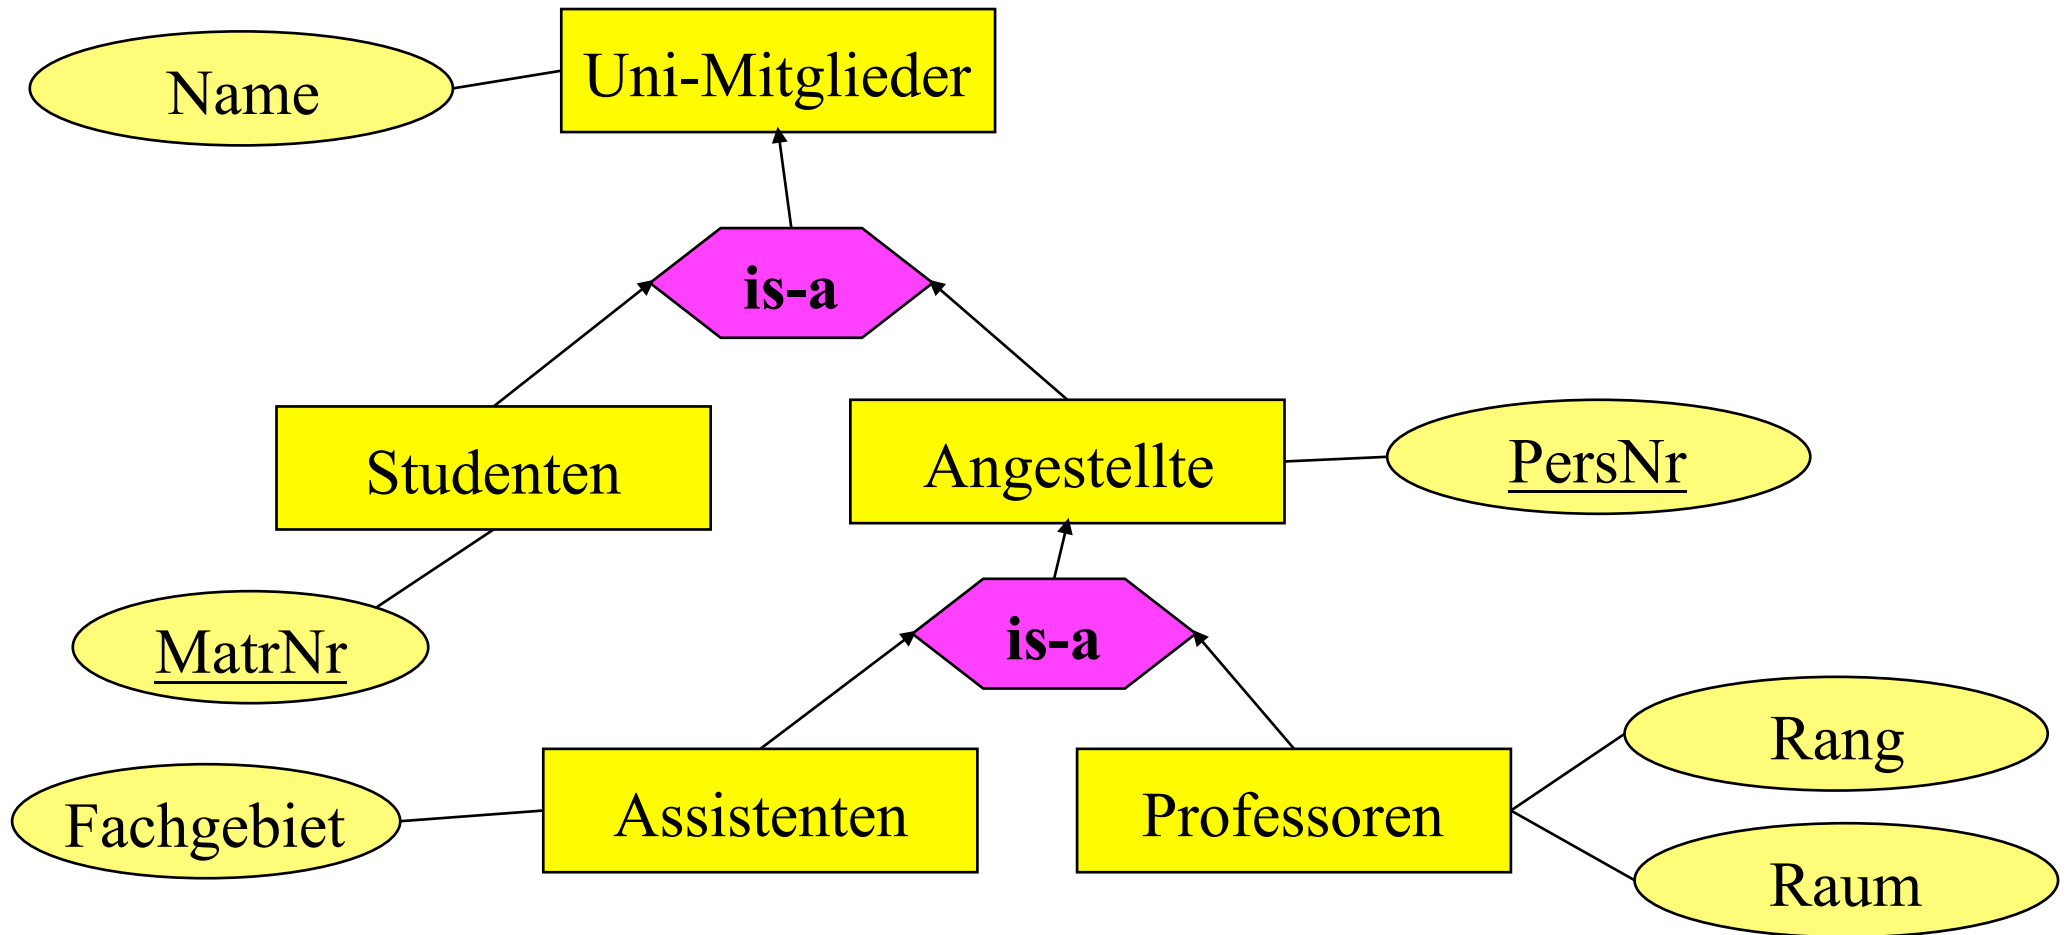 Name
Uni-Mitglieder
is-a
Studenten
Angestellte
PersNr
MatrNr
is-a
Fachgebiet
Assistenten
Professoren
Rang
Raum